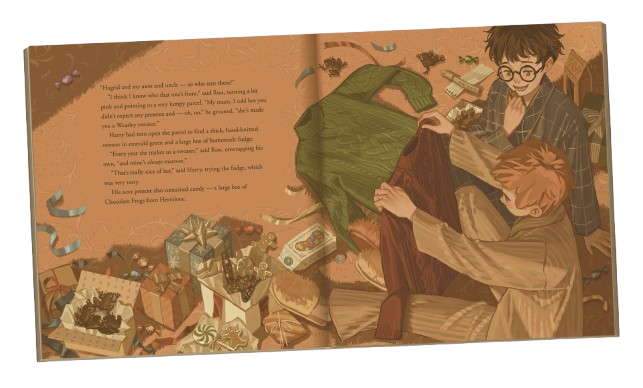 "Hagrid and my aunt and uncle — so who sent these?"
"I think I know who that one's from," said Ron, turning a bit
pink and pointing to a very lumpy parcel. "My mum. I told her you
didn't expect any presents and — oh, no," he groaned, "she's made
you a Weasley sweater."
Harry had torn open the parcel to find a thick, hand-knitted
sweater in emerald green and a large box of homemade fudge.
"Every year she makes us a sweater," said Ron, unwrapping his
own, "and mine's always maroon."
"That's really nice of her," said Harry, trying the fudge, which
was very tasty.
His next present also contained candy — a large box of
Chocolate Frogs from Hermione.